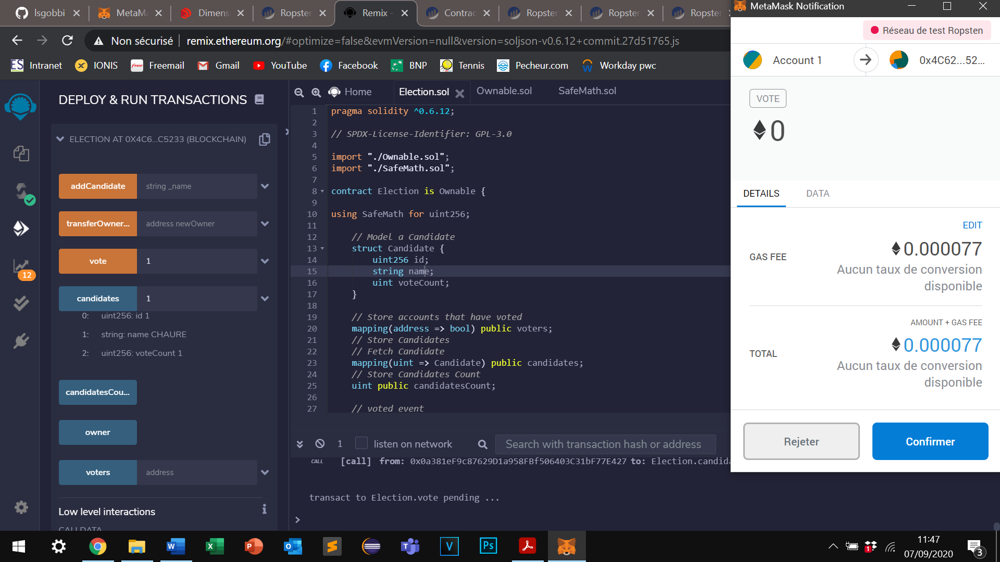 lsgobbi
MetaMa
Dimens
Ropster
Remix -
Contrac
Ropster
Ropster
Ropster
Non sécurisé
remix.ethereum.org/#optimize=false&evmVersion=null&version=soljson-v0.6.12+commit.27d51765.js
ES Intranet
IONIS
free Freemail
Gmail
YouTube
Facebook
BNP
Tennis
Pecheur.com
Workday pwc
DEPLOY & RUN TRANSACTIONS
ELECTION AT 0X4C6...C5233 (BLOCKCHAIN)
addCandidate string _name
transferOwner... address newOwner
vote 1
candidates 1
0: uint256: id 1
1: string: name CHAURE
2: uint256: voteCount 1
candidatesCou...
owner
voters address
Low level interactions
i
CALLDATA
12
Home
Election.sol
Ownable.sol
SafeMath.sol
1 pragma solidity ^0.6.12;
2
3 // SPDX-License-Identifier: GPL-3.0
4
5 import "./Ownable.sol";
6 import "./SafeMath.sol";
7
8 contract Election is Ownable {
9
10 using SafeMath for uint256;
11
12 // Model a Candidate
13 struct Candidate {
14 uint256 id;
15 string name;
16 uint voteCount;
17 }
18
19 // Store accounts that have voted
20 mapping(address => bool) public voters;
21 // Store Candidates
22 // Fetch Candidate
23 mapping(uint => Candidate) public candidates;
24 // Store Candidates Count
25 uint public candidatesCount;
26
27 // voted event
1 listen on network Search with transaction hash or address
CALL [call] from: 0x0a381eF9c87629D1a958FBf506403C31bF77E427 to: Election.candida
transact to Election.vote pending ...
>
MetaMask Notification
Réseau de test Ropsten
Account 1
0x4C62...52...
VOTE
0
DETAILS
DATA
EDIT
GAS FEE
0.000077
Aucun taux de conversion
disponible
AMOUNT + GAS FEE
TOTAL
0.000077
Aucun taux de conversion
disponible
Rejeter
Confirmer
W
X
P
O
S
T
V
Ps
1
11:47
07/09/2020
3